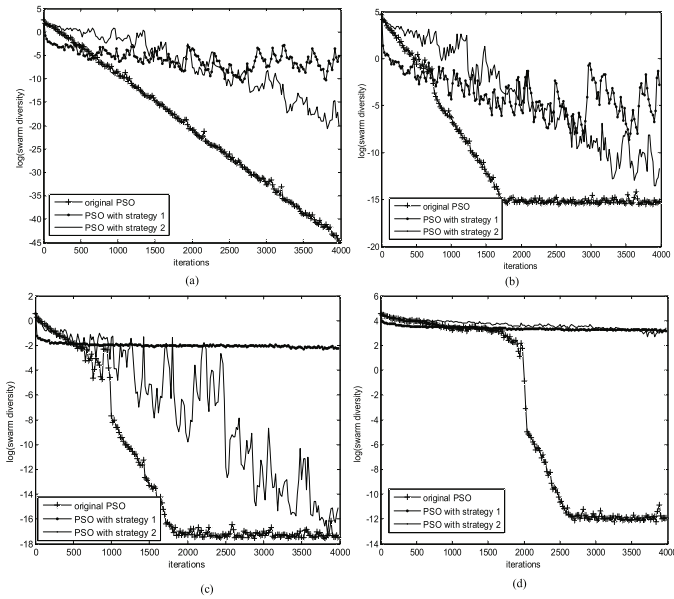 5
0
-5
-10
-15
-20
-25
-30
-35
-40
-45
log(swarm diversity)
original PSO
PSO with strategy 1
PSO with strategy 2
0 500 1000 1500 2000 2500 3000 3500 4000
iterations
(a)
5
0
-5
-10
-15
-20
log(swarm diversity)
original PSO
PSO with strategy 1
PSO with strategy 2
0 500 1000 1500 2000 2500 3000 3500 4000
iterations
(b)
2
0
-2
-4
-6
-8
-10
-12
-14
-16
-18
log(swarm diversity)
original PSO
PSO with strategy 1
PSO with strategy 2
0 500 1000 1500 2000 2500 3000 3500 4000
iterations
(c)
6
4
2
0
-2
-4
-6
-8
-10
-12
-14
log(swarm diversity)
original PSO
PSO with strategy 1
PSO with strategy 2
0 500 1000 1500 2000 2500 3000 3500 4000
iterations
(d)